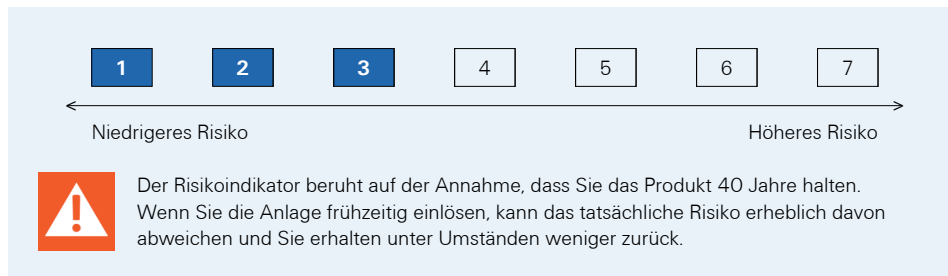 1 2 3 4 5 6 7
Niedrigeres Risiko Höheres Risiko
Der Risikoindikator beruht auf der Annahme, dass Sie das Produkt 40 Jahre halten.
Wenn Sie die Anlage frühzeitig einlösen, kann das tatsächliche Risiko erheblich davon
abweichen und Sie erhalten unter Umständen weniger zurück.